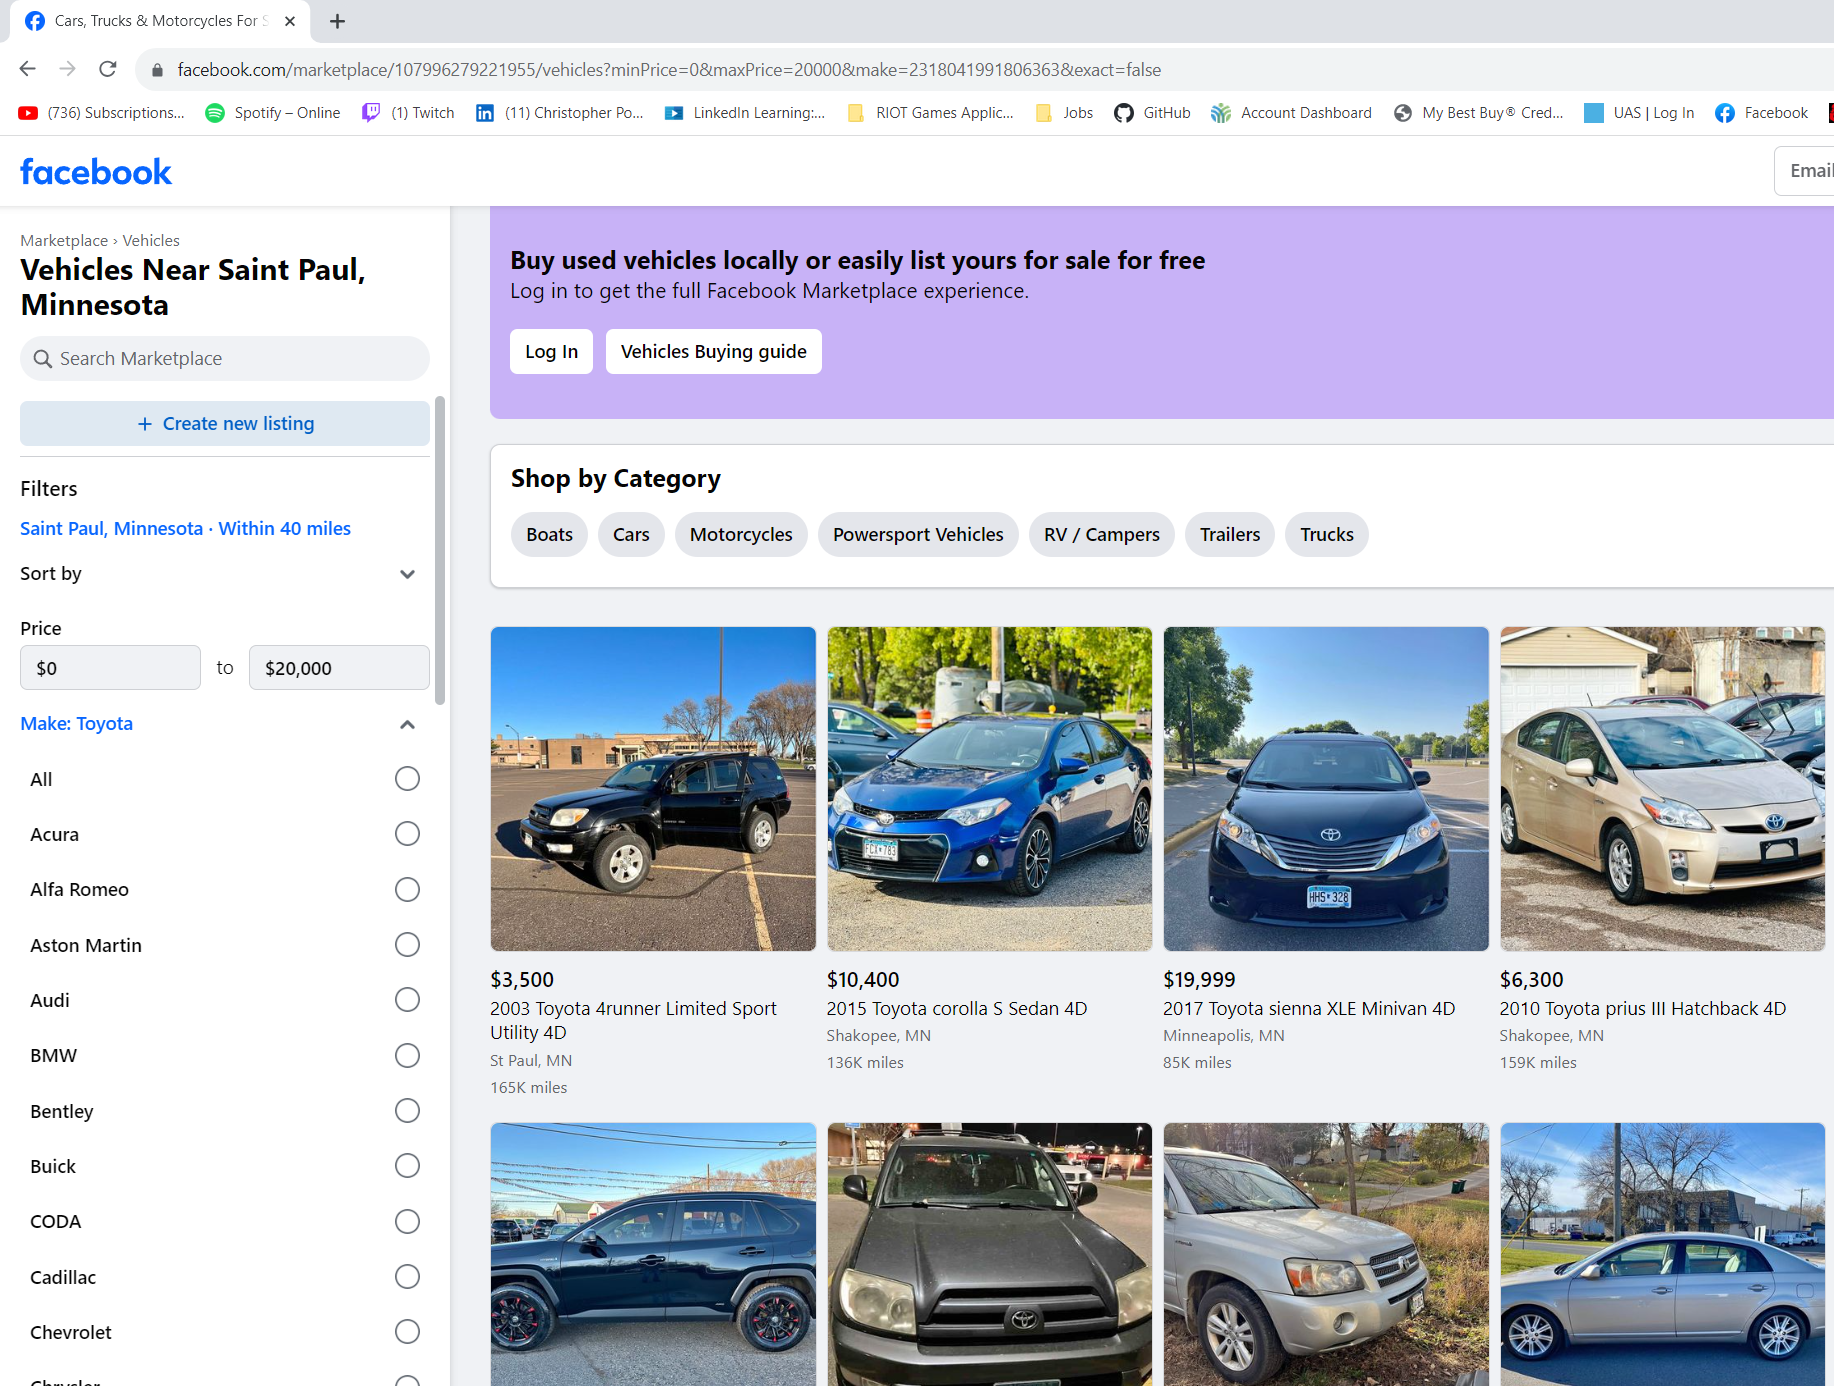 Cars, Trucks & Motorcycles For S
facebook.com/marketplace/107996279221955/vehicles?minPrice=0&maxPrice=20000&make=2318041991806363&exact=false
(736) Subscriptions...
Spotify – Online
(1) Twitch
(11) Christopher Po...
LinkedIn Learning:...
RIOT Games Applic...
Jobs
GitHub
Account Dashboard
My Best Buy® Cred...
UAS | Log In
Facebook
facebook
Email
Marketplace › Vehicles
Vehicles Near Saint Paul,
Minnesota
Search Marketplace
+ Create new listing
Filters
Saint Paul, Minnesota · Within 40 miles
Sort by
Price
$0 to $20,000
Make: Toyota
All
Acura
Alfa Romeo
Aston Martin
Audi
BMW
Bentley
Buick
CODA
Cadillac
Chevrolet
Chrysler
Buy used vehicles locally or easily list yours for sale for free
Log in to get the full Facebook Marketplace experience.
Log In
Vehicles Buying guide
Shop by Category
Boats
Cars
Motorcycles
Powersport Vehicles
RV / Campers
Trailers
Trucks
FCX 783
HHS 328
$3,500
2003 Toyota 4runner Limited Sport
Utility 4D
St Paul, MN
165K miles
$10,400
2015 Toyota corolla S Sedan 4D
Shakopee, MN
136K miles
$19,999
2017 Toyota sienna XLE Minivan 4D
Minneapolis, MN
85K miles
$6,300
2010 Toyota prius III Hatchback 4D
Shakopee, MN
159K miles